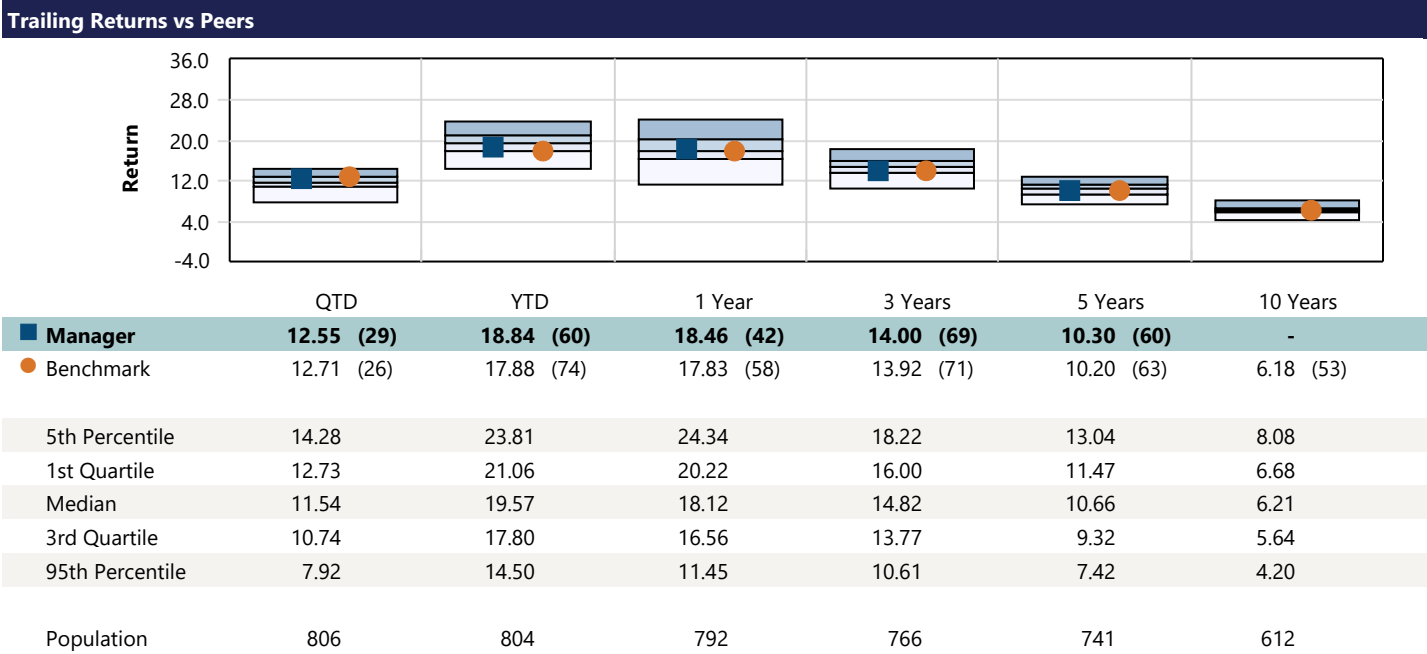 Trailing Returns vs Peers
36.0
28.0
20.0
12.0
4.0
-4.0
Return
QTD YTD 1 Year 3 Years 5 Years 10 Years
Manager 12.55 (29) 18.84 (60) 18.46 (42) 14.00 (69) 10.30 (60) -
Benchmark 12.71 (26) 17.88 (74) 17.83 (58) 13.92 (71) 10.20 (63) 6.18 (53)
5th Percentile 14.28 23.81 24.34 18.22 13.04 8.08
1st Quartile 12.73 21.06 20.22 16.00 11.47 6.68
Median 11.54 19.57 18.12 14.82 10.66 6.21
3rd Quartile 10.74 17.80 16.56 13.77 9.32 5.64
95th Percentile 7.92 14.50 11.45 10.61 7.42 4.20
Population 806 804 792 766 741 612